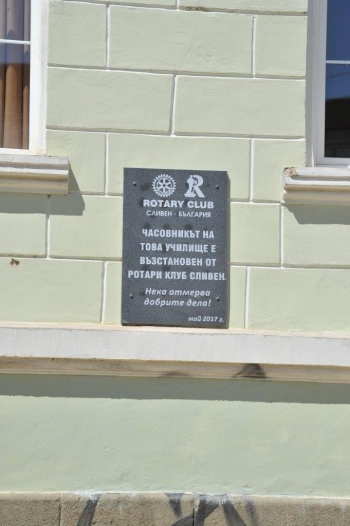 ROTARY CLUB
СЛИВЕН - БЪЛГАРИЯ
ЧАСОВНИКЪТ НА
ТОВА УЧИЛИЩЕ Е
ВЪЗСТАНОВЕН ОТ
РОТАРИ КЛУБ СЛИВЕН.
Нека отмерва
добрите дела!
май 2017 г.